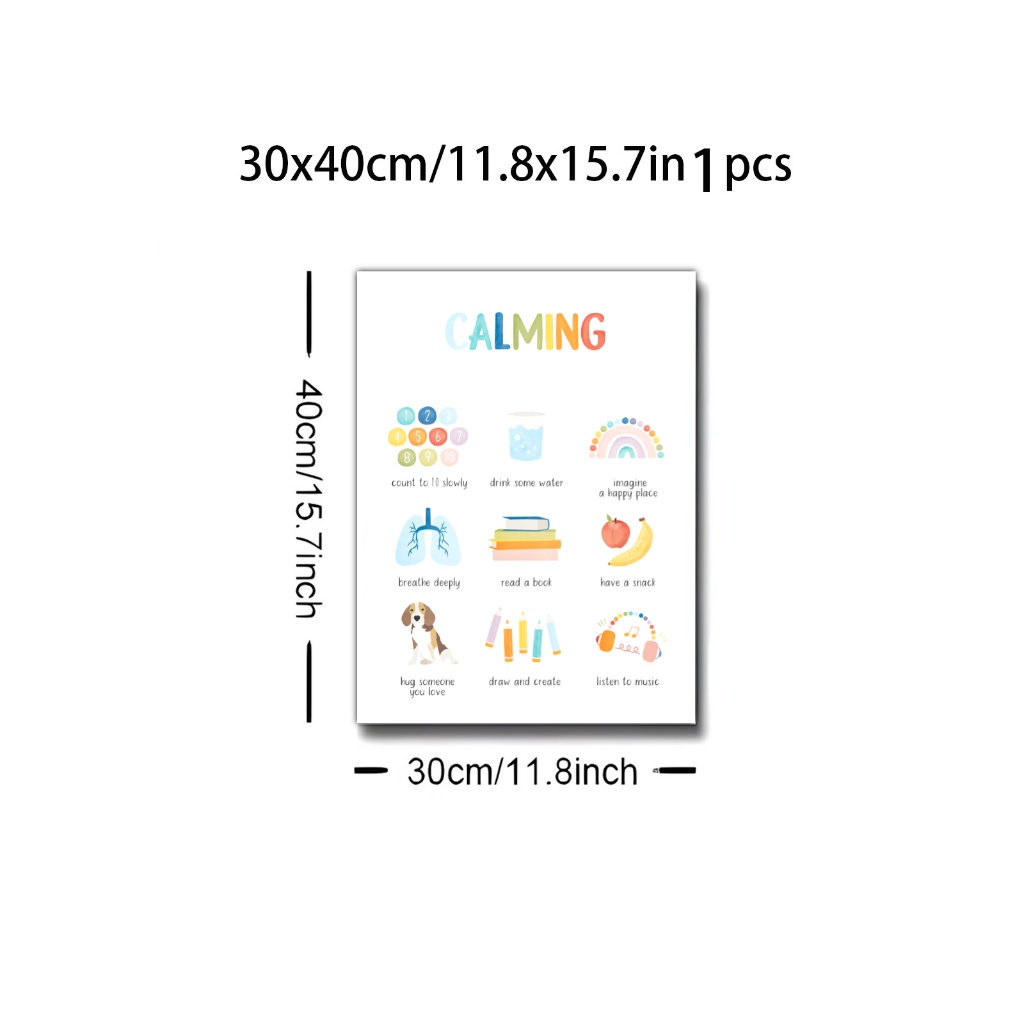 30x40cm/11.8x15.7in 1 pcs
40cm/15.7inch
CALMING
1 2 3
4 5 6 7
8 9 10
count to 10 slowly
drink some water
imagine
a happy place
breathe deeply
read a book
have a snack
hug someone
you love
draw and create
listen to music
30cm/11.8inch